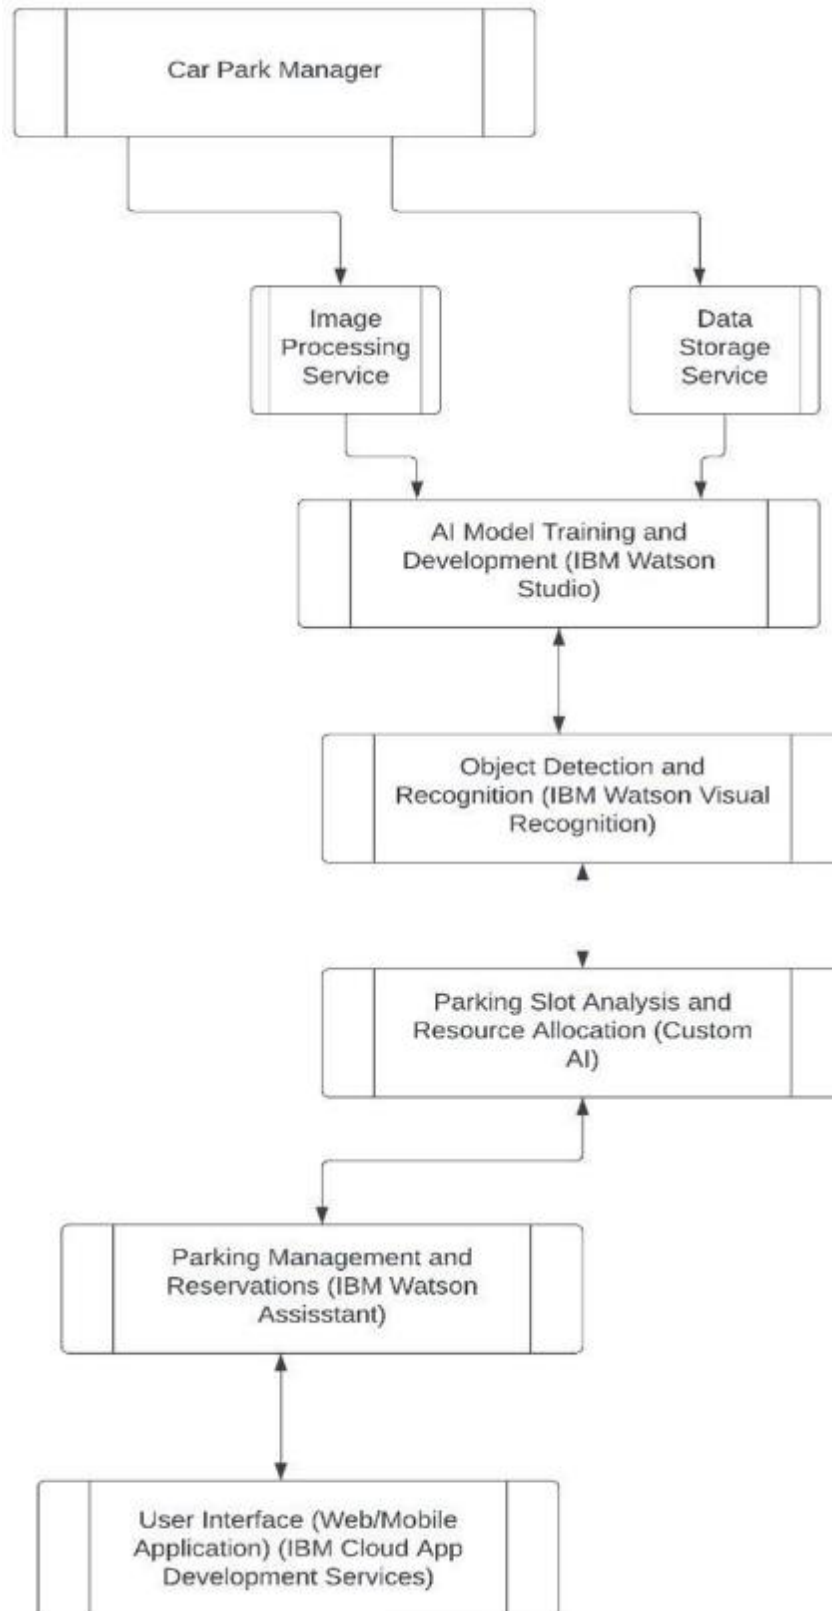 Car Park Manager
Image
Processing
Service
Data
Storage
Service
AI Model Training and
Development (IBM Watson
Studio)
Object Detection and
Recognition (IBM Watson Visual
Recognition)
Parking Slot Analysis and
Resource Allocation (Custom
AI)
Parking Management and
Reservations (IBM Watson
Assisstant)
User Interface (Web/Mobile
Application) (IBM Cloud App
Development Services)